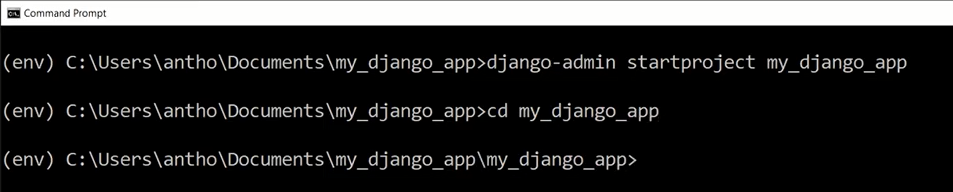 Command Prompt
(env) C:\Users\antho\Documents\my_django_app>django-admin startproject my_django_app
(env) C:\Users\antho\Documents\my_django_app>cd my_django_app
(env) C:\Users\antho\Documents\my_django_app\my_django_app>